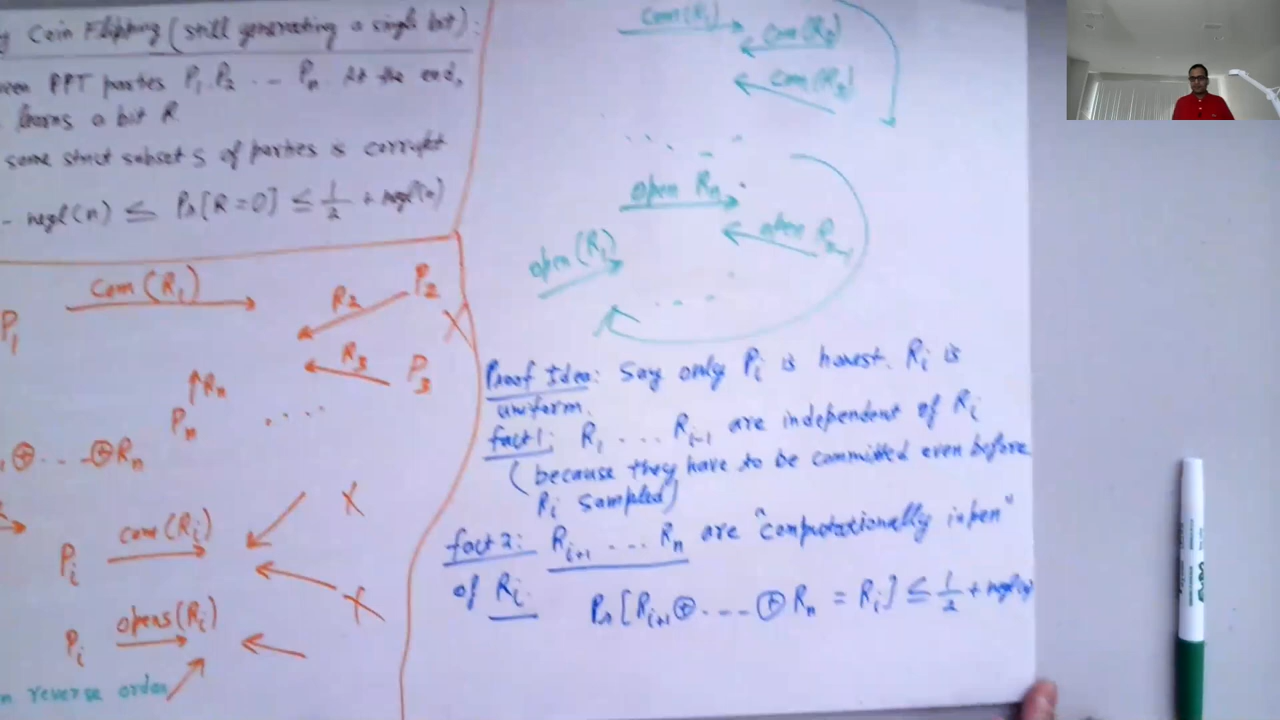 y Coin Flipping (still generating a single bit):
een PPT parties P₁, P₂ ... Pₙ. At the end,
learns a bit R
some strict subset S of parties is corrupt
- negl(n) ≤ Pr[R = 0] ≤ 1/2 + negl(n)
com(R₁)
P₁
R₂
P₂
X
R₃
P₃
↑Rₙ
Pₙ
....
⊕ ... ⊕Rₙ
Pᵢ
com(Rᵢ)
X
X
Pᵢ
opens(Rᵢ)
n reverse order
com(R₁)
com(R₂)
com(R₃)
open Rₙ
open Rₙ₋₁
open(R₁)
...
Proof Idea: Say only Pᵢ is honest. Rᵢ is
uniform.
fact 1: R₁ ... Rᵢ₋₁ are independent of Rᵢ
(because they have to be committed even before
Rᵢ sampled)
fact 2: Rᵢ₊₁ ... Rₙ are "computationally inpen"
of Rᵢ.
Pr[Rᵢ₊₁⊕ ... ⊕ Rₙ = Rᵢ] ≤ 1/2 + negl(n)